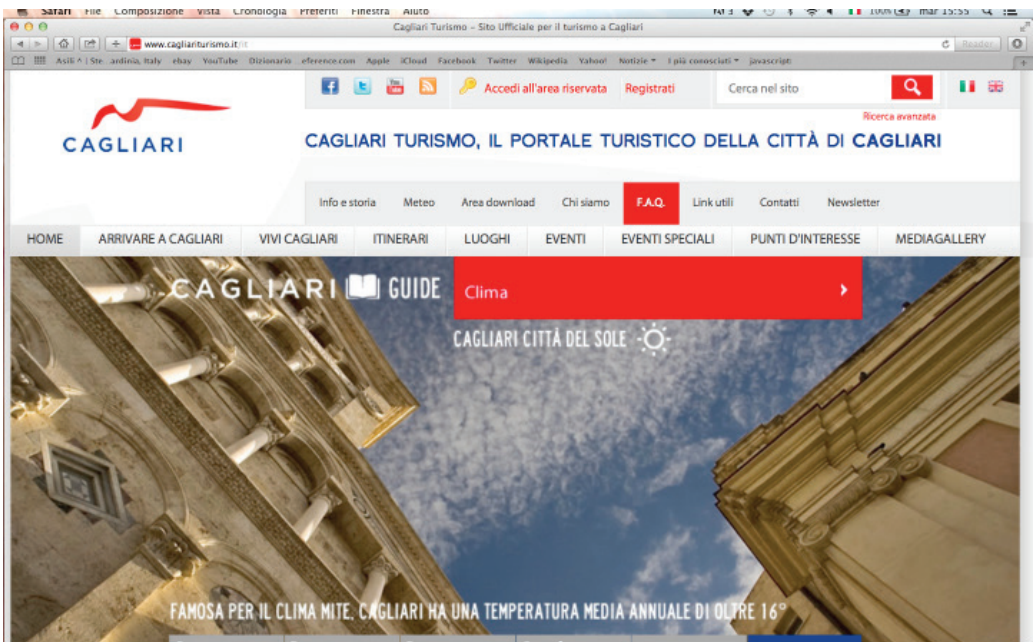 Safari File Composizione Vista Cronologia Preferiti Finestra Aiuto 100% mar 15:55
Cagliari Turismo – Sito Ufficiale per il turismo a Cagliari
www.cagliariturismo.it/it Reader
ebay YouTube Dizionario Apple iCloud Facebook Twitter Wikipedia Yahoo! Notizie I più conosciuti javascript:
Accedi all'area riservata Registrati Cerca nel sito
Ricerca avanzata
CAGLIARI
CAGLIARI TURISMO, IL PORTALE TURISTICO DELLA CITTÀ DI CAGLIARI
Info e storia Meteo Area download Chi siamo F.A.Q. Link utili Contatti Newsletter
HOME ARRIVARE A CAGLIARI VIVI CAGLIARI ITINERARI LUOGHI EVENTI EVENTI SPECIALI PUNTI D'INTERESSE MEDIAGALLERY
CAGLIARI GUIDE Clima
CAGLIARI CITTÀ DEL SOLE
FAMOSA PER IL CLIMA MITE, CAGLIARI HA UNA TEMPERATURA MEDIA ANNUALE DI OLTRE 16°